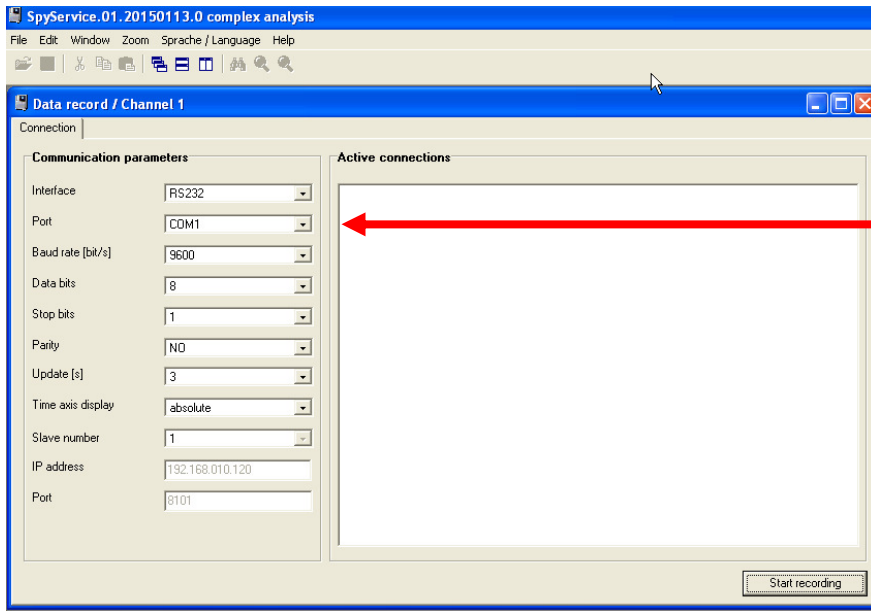 SpyService.01.20150113.0 complex analysis
File Edit Window Zoom Sprache / Language Help
Data record / Channel 1
Connection
Communication parameters
Active connections
Interface RS232
Port COM1
Baud rate [bit/s] 9600
Data bits 8
Stop bits 1
Parity NO
Update [s] 3
Time axis display absolute
Slave number 1
IP address 192.168.010.120
Port 8101
Start recording